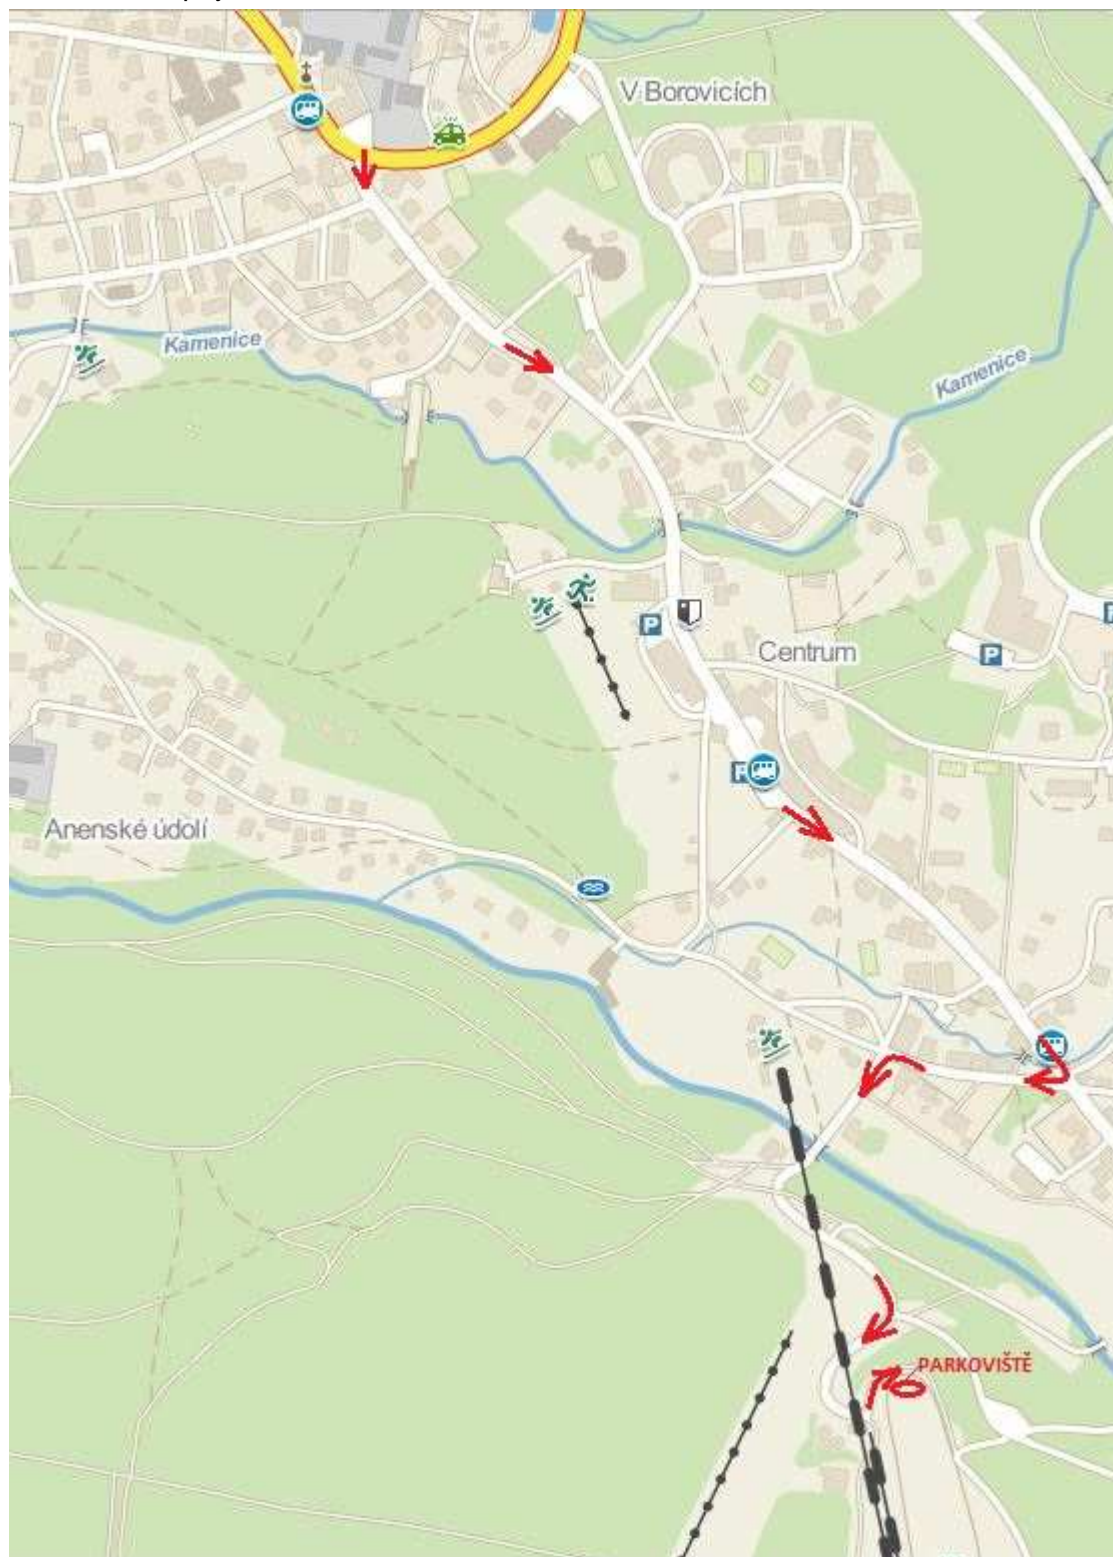 V Borovicích
Kamenice
Kamenice
P
Centrum
P
P
Anenské údolí
PARKOVIŠTĚ